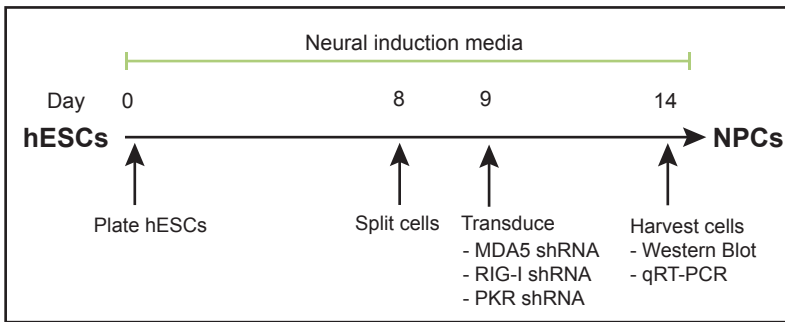 Neural induction media
Day 0 8 9 14
hESCs NPCs
Plate hESCs
Split cells
Transduce
- MDA5 shRNA
- RIG-I shRNA
- PKR shRNA
Harvest cells
- Western Blot
- qRT-PCR